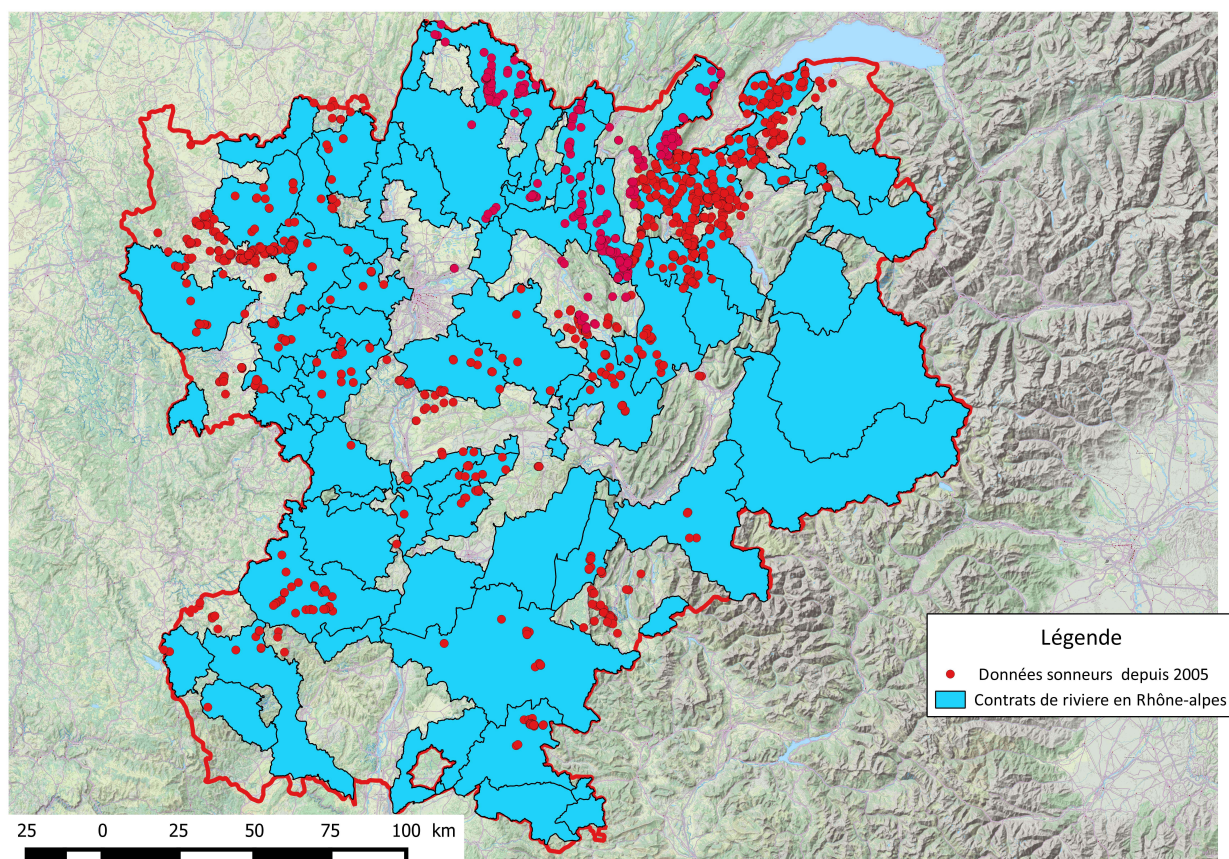 Légende
Données sonneurs depuis 2005
Contrats de riviere en Rhône-alpes
25 0 25 50 75 100 km